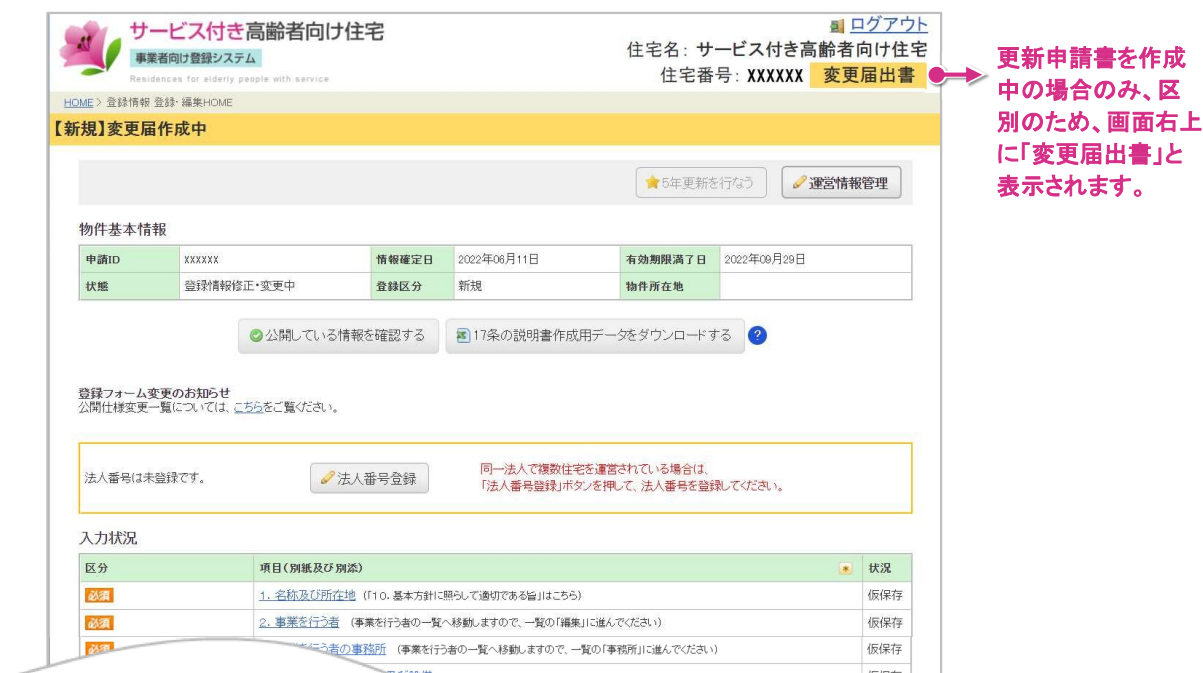 サービス付き高齢者向け住宅
事業者向け登録システム
Residences for elderly people with service
ログアウト
住宅名: サービス付き高齢者向け住宅
住宅番号: XXXXXX 変更届出書
更新申請書を作成
中の場合のみ、区
別のため、画面右上
に「変更届出書」と
表示されます。
HOME > 登録情報 登録・編集HOME
【新規】変更届作成中
5年更新を行なう 運営情報管理
物件基本情報
申請ID xxxxxx 情報確定日 2022年06月11日 有効期限満了日 2022年09月29日
状態 登録情報修正・変更中 登録区分 新規 物件所在地
公開している情報を確認する 17条の説明書作成用データをダウンロードする ?
登録フォーム変更のお知らせ
公開仕様変更一覧については、こちらをご覧ください。
法人番号は未登録です。 法人番号登録
同一法人で複数住宅を運営されている場合は、
「法人番号登録」ボタンを押して、法人番号を登録してください。
入力状況
区分 項目(別紙及び別添) 状況
必須 1. 名称及び所在地 (「10. 基本方針に照らして適切である旨」はこちら) 仮保存
必須 2. 事業を行う者 (事業を行う者の一覧へ移動しますので、一覧の「編集」に進んでください) 仮保存
必須 を行う者の事務所 (事業を行う者の一覧へ移動しますので、一覧の「事務所」に進んでください) 仮保存